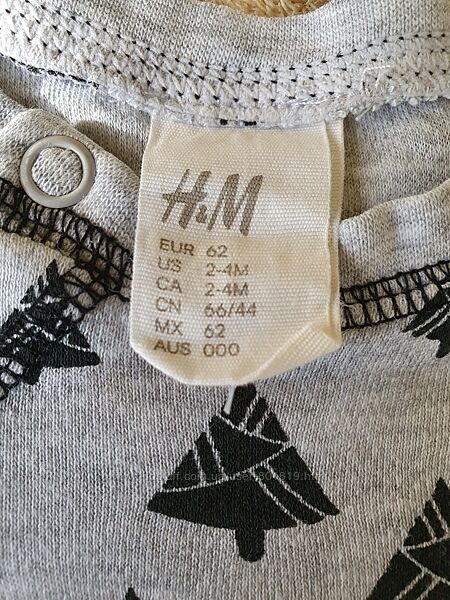 H&M
EUR 62
US 2-4M
CA 2-4M
CN 66/44
MX 62
AUS 000